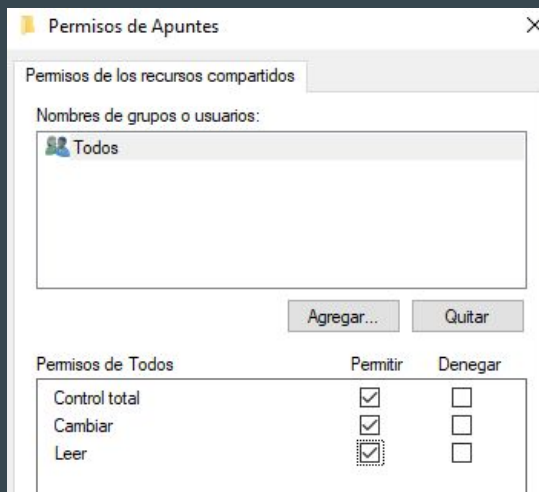 Permisos de Apuntes
Permisos de los recursos compartidos
Nombres de grupos o usuarios:
Todos
Agregar... Quitar
Permisos de Todos Permitir Denegar
Control total
Cambiar
Leer